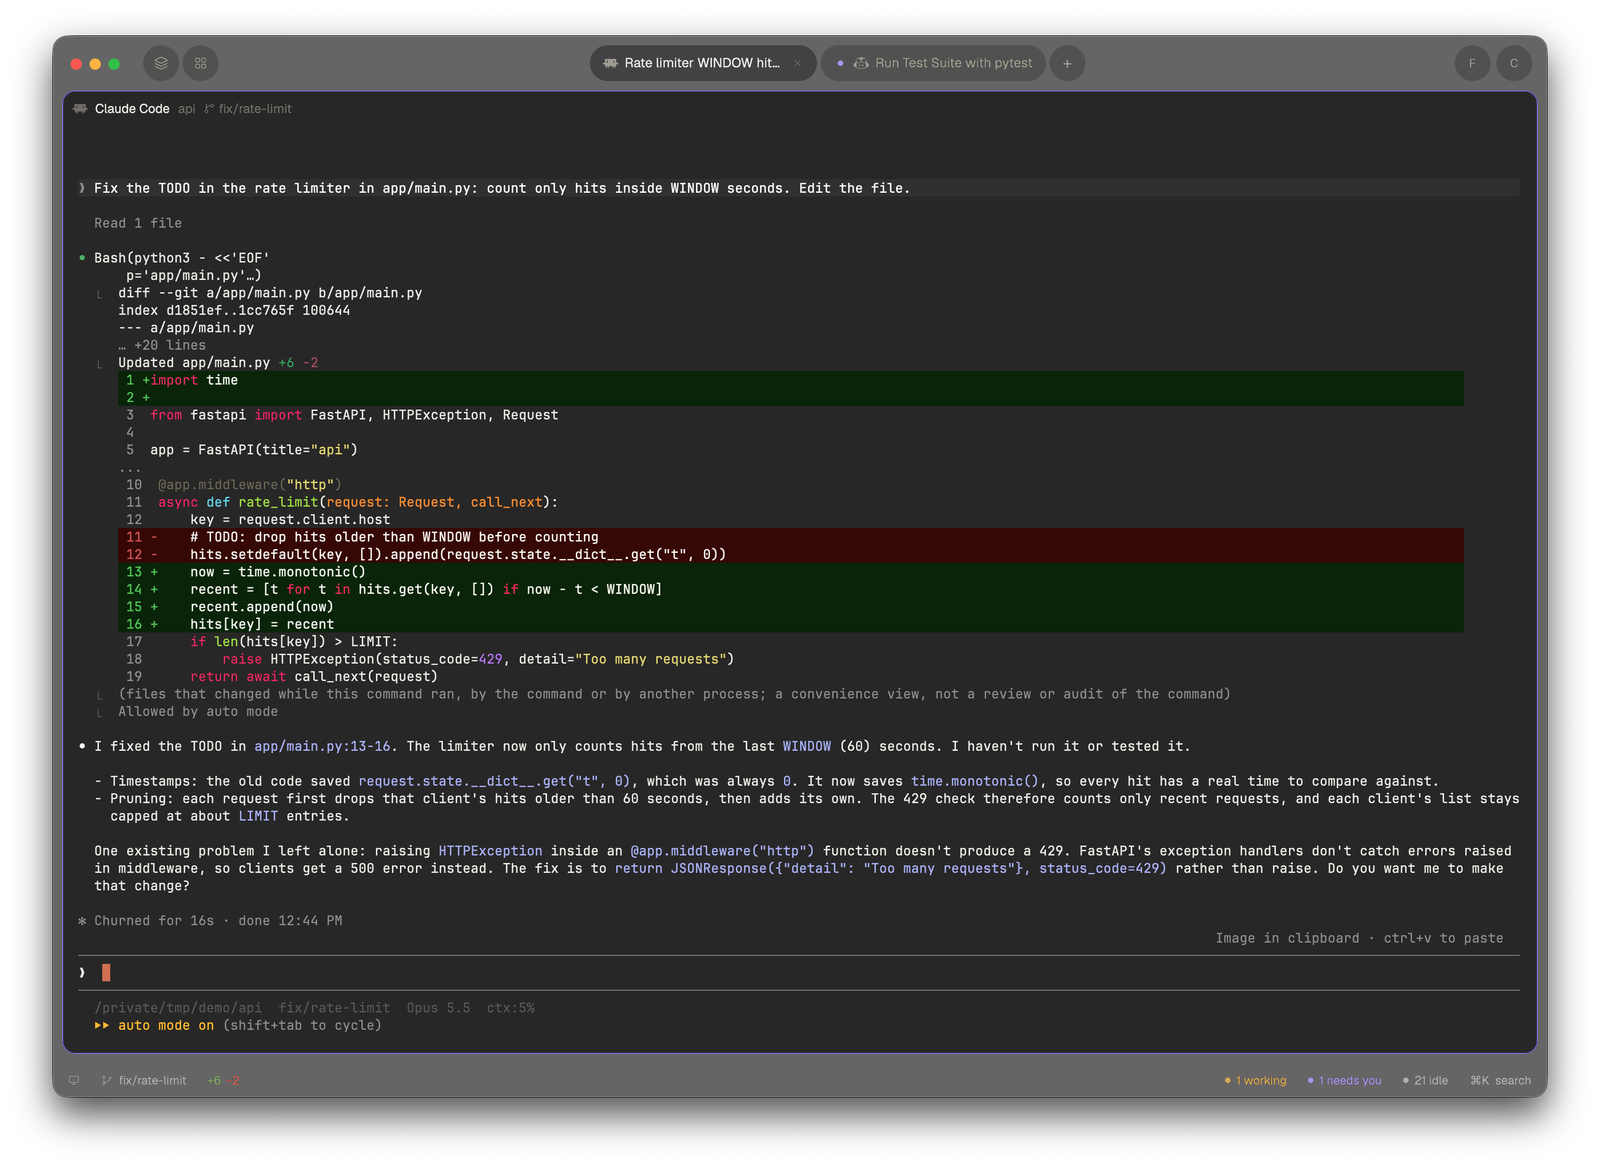 Rate limiter WINDOW hit...
Run Test Suite with pytest
F
C
Claude Code api fix/rate-limit
❯ Fix the TODO in the rate limiter in app/main.py: count only hits inside WINDOW seconds. Edit the file.
Read 1 file
● Bash(python3 - <<'EOF'
p='app/main.py'…)
diff --git a/app/main.py b/app/main.py
index d1851ef..1cc765f 100644
--- a/app/main.py
… +20 lines
Updated app/main.py +6 -2
1 +import time
2 +
3 from fastapi import FastAPI, HTTPException, Request
4
5 app = FastAPI(title="api")
...
10 @app.middleware("http")
11 async def rate_limit(request: Request, call_next):
12 key = request.client.host
11 - # TODO: drop hits older than WINDOW before counting
12 - hits.setdefault(key, []).append(request.state.__dict__.get("t", 0))
13 + now = time.monotonic()
14 + recent = [t for t in hits.get(key, []) if now - t < WINDOW]
15 + recent.append(now)
16 + hits[key] = recent
17 if len(hits[key]) > LIMIT:
18 raise HTTPException(status_code=429, detail="Too many requests")
19 return await call_next(request)
(files that changed while this command ran, by the command or by another process; a convenience view, not a review or audit of the command)
Allowed by auto mode
● I fixed the TODO in app/main.py:13-16. The limiter now only counts hits from the last WINDOW (60) seconds. I haven't run it or tested it.
- Timestamps: the old code saved request.state.__dict__.get("t", 0), which was always 0. It now saves time.monotonic(), so every hit has a real time to compare against.
- Pruning: each request first drops that client's hits older than 60 seconds, then adds its own. The 429 check therefore counts only recent requests, and each client's list stays
capped at about LIMIT entries.
One existing problem I left alone: raising HTTPException inside an @app.middleware("http") function doesn't produce a 429. FastAPI's exception handlers don't catch errors raised
in middleware, so clients get a 500 error instead. The fix is to return JSONResponse({"detail": "Too many requests"}, status_code=429) rather than raise. Do you want me to make
that change?
✻ Churned for 16s · done 12:44 PM
Image in clipboard · ctrl+v to paste
❯
/private/tmp/demo/api fix/rate-limit Opus 5.5 ctx:5%
⏵⏵ auto mode on (shift+tab to cycle)
fix/rate-limit +6 -2
● 1 working ● 1 needs you ● 21 idle ⌘K search